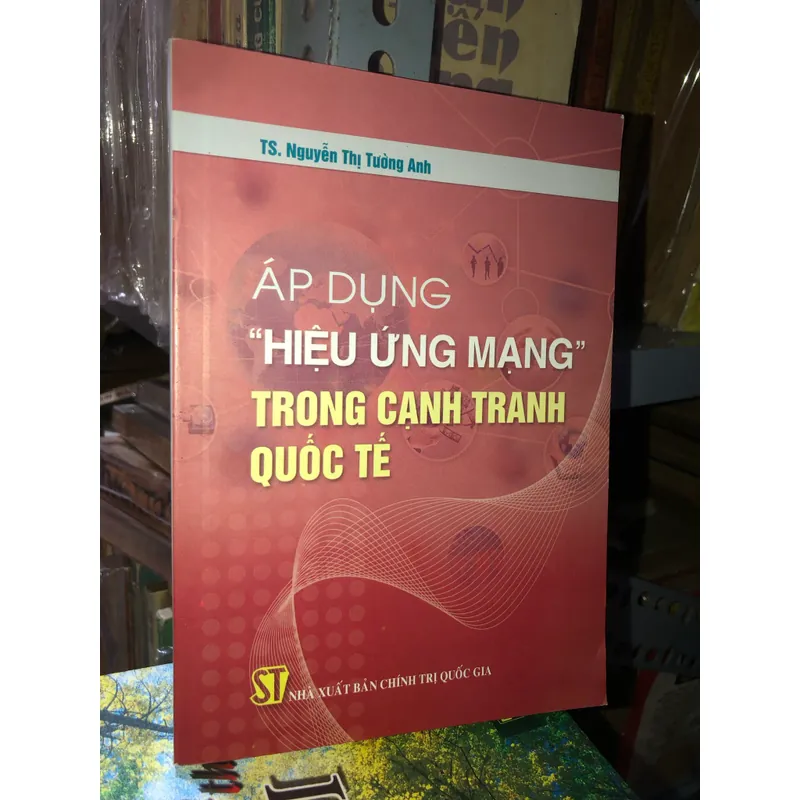 TS. Nguyễn Thị Tường Anh
ÁP DỤNG
"HIỆU ỨNG MẠNG"
TRONG CẠNH TRANH
QUỐC TẾ
ST NHÀ XUẤT BẢN CHÍNH TRỊ QUỐC GIA